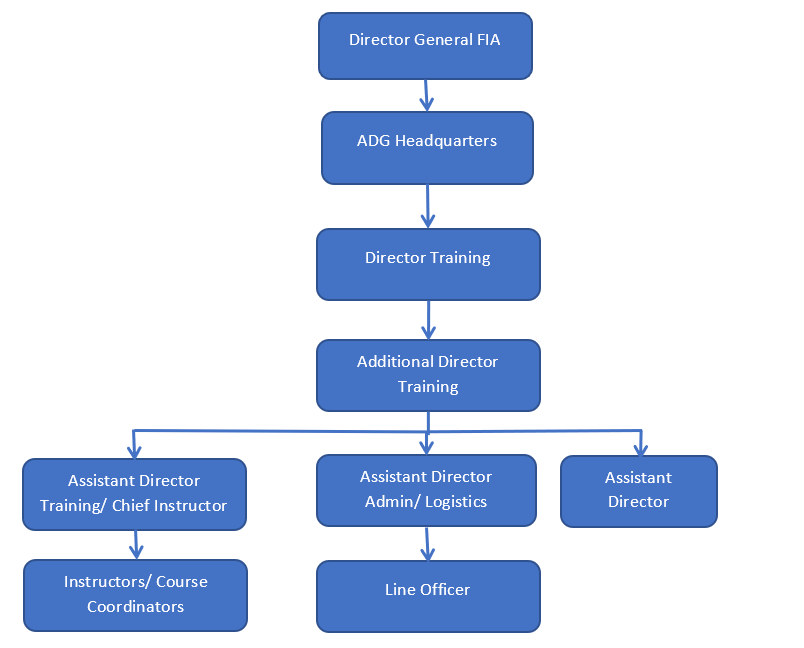 Director General FIA
ADG Headquarters
Director Training
Additional Director
Training
Assistant Director
Training/ Chief Instructor
Assistant Director
Admin/ Logistics
Assistant
Director
Instructors/ Course
Coordinators
Line Officer